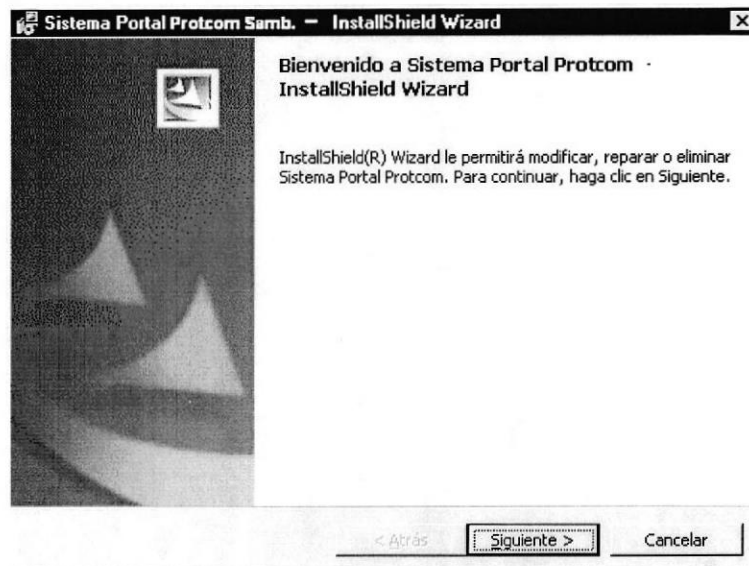 Sistema Portal Protcom Samb. – InstallShield Wizard
Bienvenido a Sistema Portal Protcom
InstallShield Wizard
InstallShield(R) Wizard le permitirá modificar, reparar o eliminar
Sistema Portal Protcom. Para continuar, haga clic en Siguiente.
< Atrás
Siguiente >
Cancelar